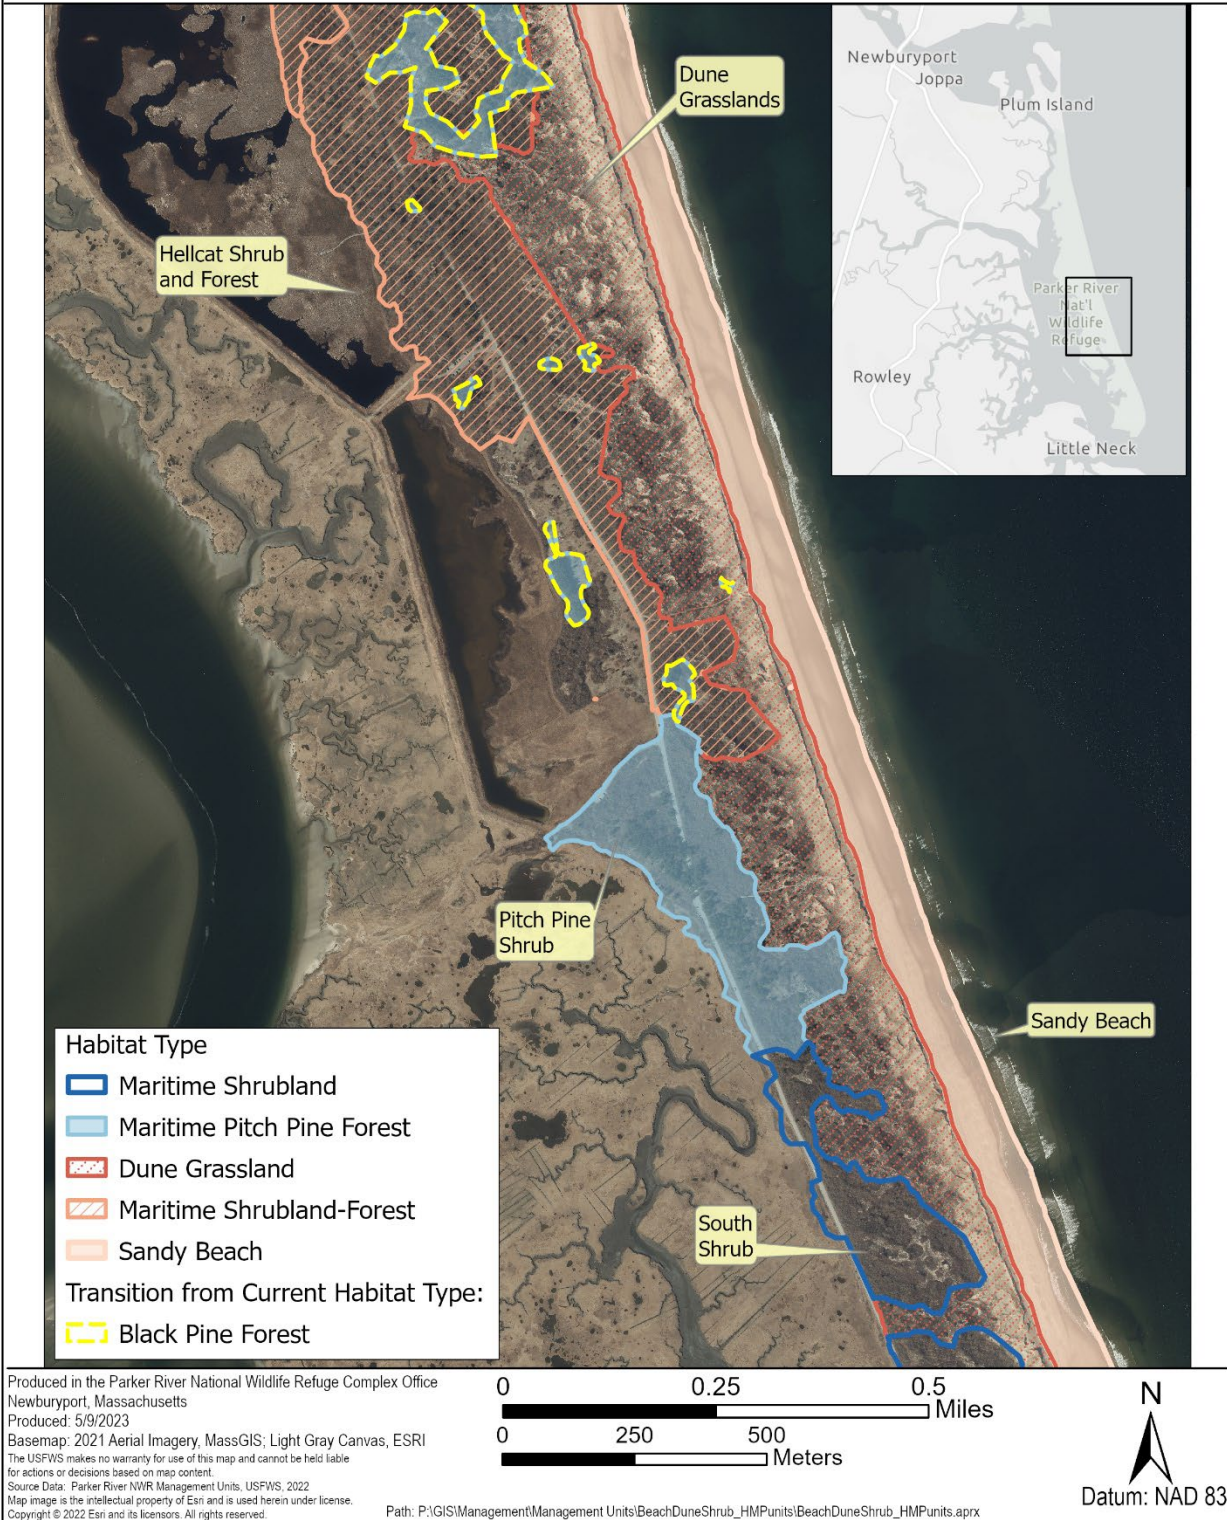 Dune
Grasslands
Newburyport
Joppa
Plum Island
Hellcat Shrub
and Forest
Parker River
Nat'l
Wildlife
Refuge
Rowley
Little Neck
Pitch Pine
Shrub
Sandy Beach
South
Shrub
Habitat Type
Maritime Shrubland
Maritime Pitch Pine Forest
Dune Grassland
Maritime Shrubland-Forest
Sandy Beach
Transition from Current Habitat Type:
Black Pine Forest
Produced in the Parker River National Wildlife Refuge Complex Office
Newburyport, Massachusetts
Produced: 5/9/2023
Basemap: 2021 Aerial Imagery, MassGIS; Light Gray Canvas, ESRI
The USFWS makes no warranty for use of this map and cannot be held liable
for actions or decisions based on map content.
Source Data: Parker River NWR Management Units, USFWS, 2022
Map image is the intellectual property of Esri and is used herein under license.
Copyright © 2022 Esri and its licensors. All rights reserved.
0 0.25 0.5
Miles
0 250 500
Meters
Path: P:\GIS\Management\Management Units\BeachDuneShrub_HMPunits\BeachDuneShrub_HMPunits.aprx
N
Datum: NAD 83